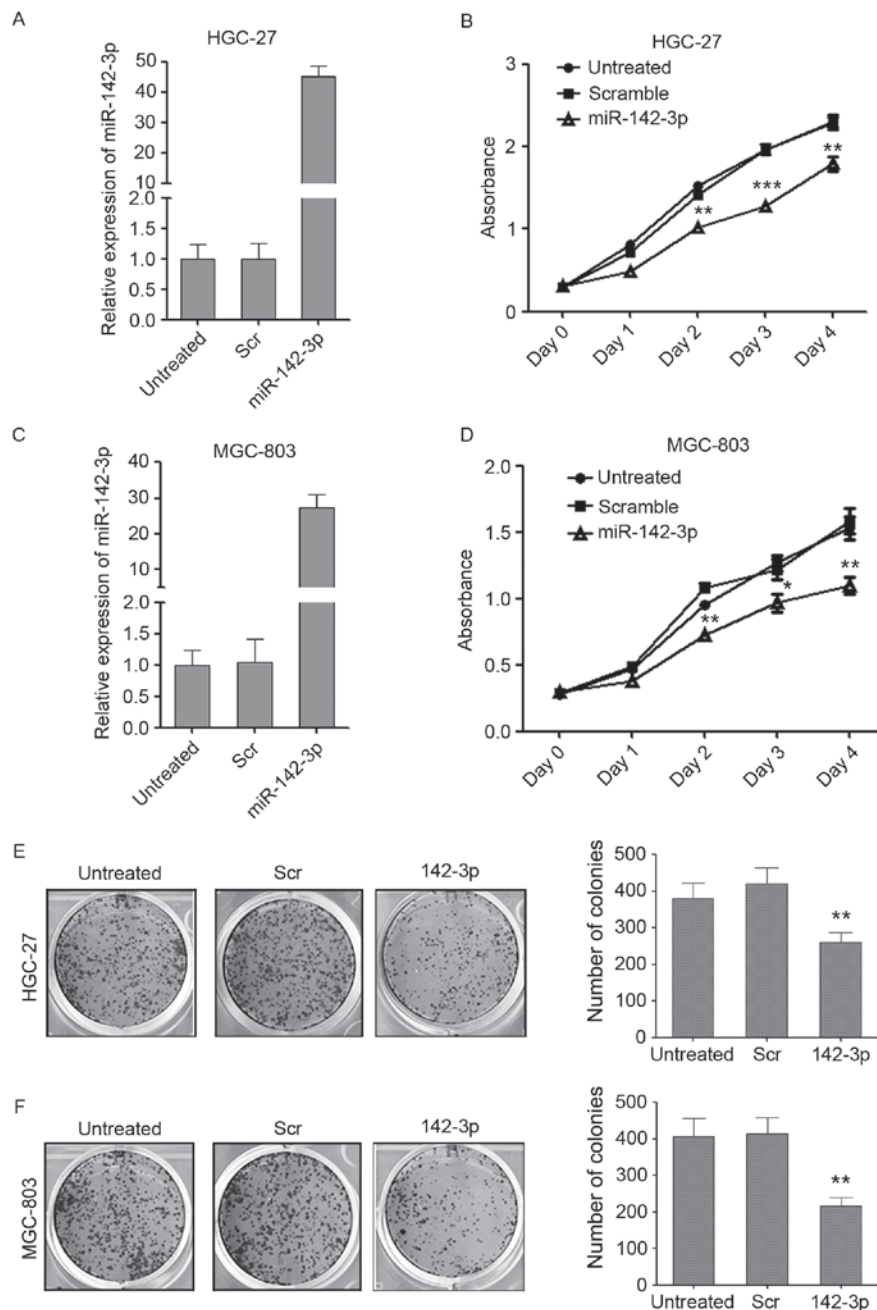 A
HGC-27
Relative expression of miR-142-3p
50
40
30
20
10
2.0
1.5
1.0
0.5
0.0
Untreated
Scr
miR-142-3p
B
HGC-27
Untreated
Scramble
miR-142-3p
Absorbance
3
2
1
0
**
***
**
Day 0
Day 1
Day 2
Day 3
Day 4
C
MGC-803
Relative expression of miR-142-3p
40
30
20
10
2.0
1.5
1.0
0.5
0.0
Untreated
Scr
miR-142-3p
D
MGC-803
Untreated
Scramble
miR-142-3p
Absorbance
2.0
1.5
1.0
0.5
0.0
**
*
**
Day 0
Day 1
Day 2
Day 3
Day 4
E
Untreated
Scr
142-3p
HGC-27
Number of colonies
500
400
300
200
100
0
**
Untreated
Scr
142-3p
F
Untreated
Scr
142-3p
MGC-803
Number of colonies
500
400
300
200
100
0
**
Untreated
Scr
142-3p